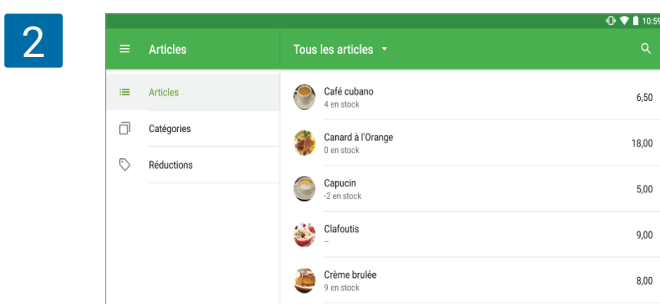 2
10:59
Articles
Tous les articles
Articles
Catégories
Réductions
Café cubano
4 en stock
6,50
Canard à l'Orange
0 en stock
18,00
Capucin
-2 en stock
5,00
Clafoutis
–
9,00
Crème brulée
9 en stock
8,00